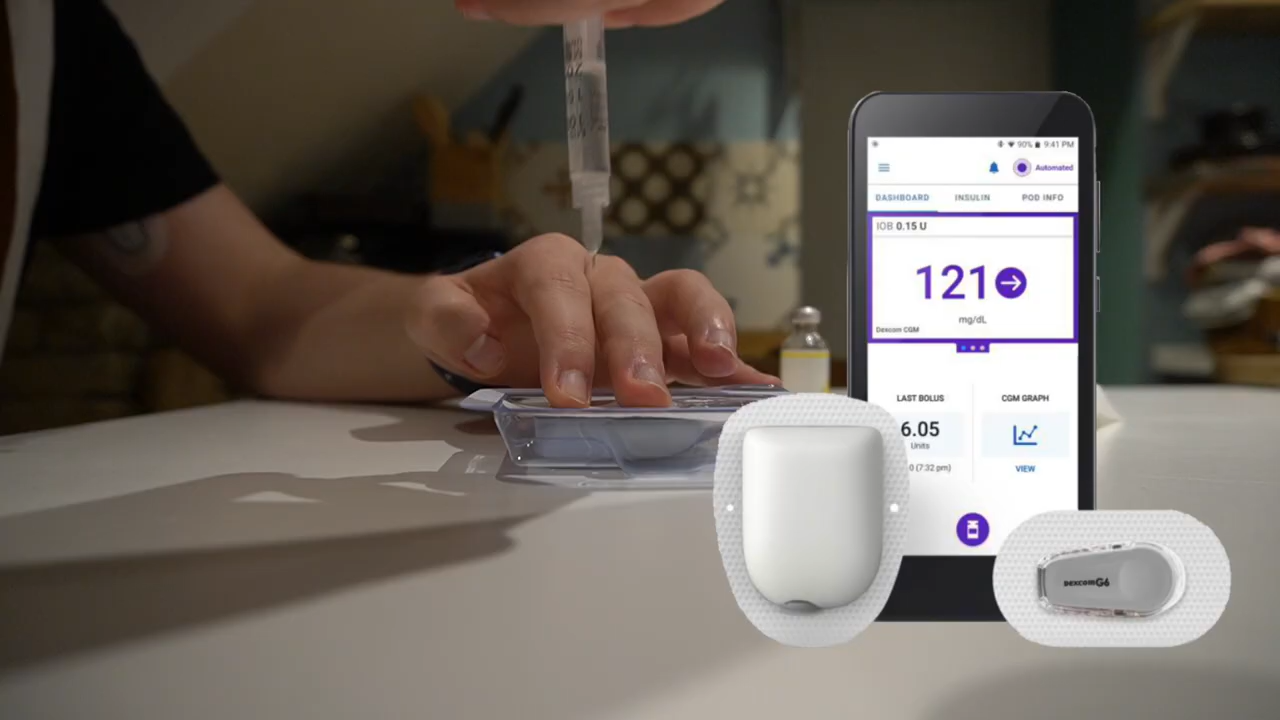 90% 9:41 PM
Automated
DASHBOARD INSULIN POD INFO
IOB 0.15 U
121
mg/dL
Dexcom CGM
LAST BOLUS CGM GRAPH
6.05
Units
0 (7:32 pm)
VIEW
DEXCOM G6